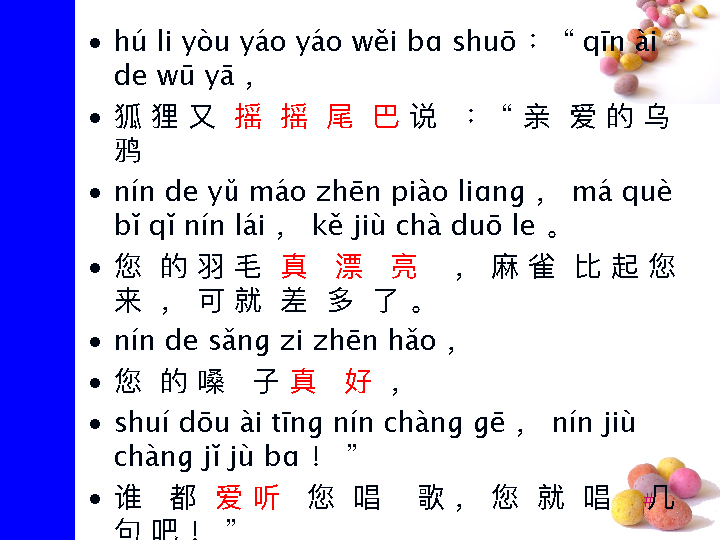 • hú li yòu yáo yáo wěi bɑ shuō：“ qīn ài
de wū yā，
• 狐狸又 摇 摇 尾 巴说 ：“亲 爱的乌
鸦
• nín de yǔ máo zhēn piào liɑng， má què
bǐ qǐ nín lái， kě jiù chà duō le 。
• 您 的羽毛 真 漂 亮 ，麻雀 比起您
来 ，可就 差 多 了。
• nín de sǎng zi zhēn hǎo，
• 您 的嗓 子真 好 ，
• shuí dōu ài tīng nín chàng gē， nín jiù
chàng jǐ jù bɑ！ ”
• 谁 都 爱听 您 唱 歌，您 就 唱 几
句吧！ ”